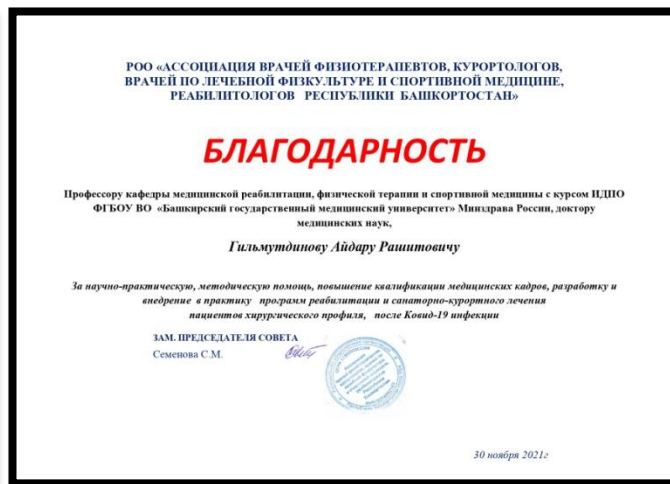 РОО «АССОЦИАЦИЯ ВРАЧЕЙ ФИЗИОТЕРАПЕВТОВ, КУРОРТОЛОГОВ,
ВРАЧЕЙ ПО ЛЕЧЕБНОЙ ФИЗКУЛЬТУРЕ И СПОРТИВНОЙ МЕДИЦИНЕ,
РЕАБИЛИТОЛОГОВ РЕСПУБЛИКИ БАШКОРТОСТАН»
БЛАГОДАРНОСТЬ
Профессору кафедры медицинской реабилитации, физической терапии и спортивной медицины с курсом ИДПО
ФГБОУ ВО «Башкирский государственный медицинский университет» Минздрава России, доктору
медицинских наук,
Гильмутдинову Айдару Рашитовичу
За научно-практическую, методическую помощь, повышение квалификации медицинских кадров, разработку и
внедрение в практику программ реабилитации и санаторно-курортного лечения
пациентов хирургического профиля, после Ковид-19 инфекции
ЗАМ. ПРЕДСЕДАТЕЛЯ СОВЕТА
Семенова С.М.
30 ноября 2021г